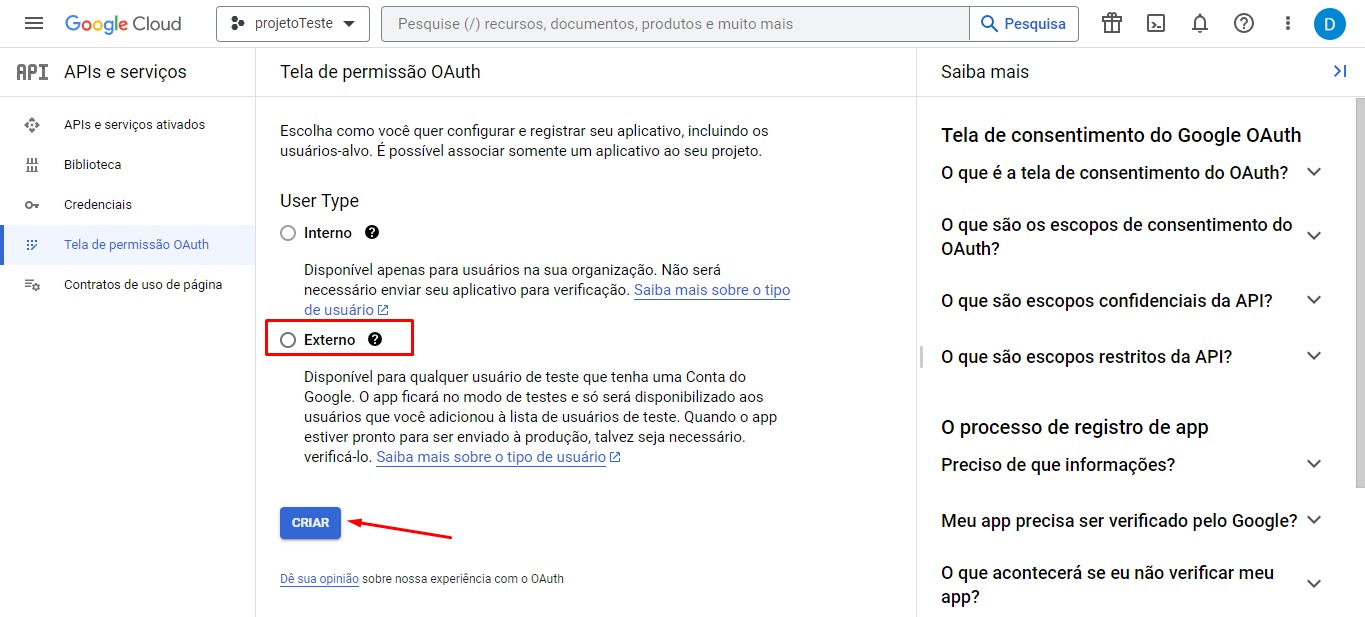 Google Cloud
projetoTeste
Pesquise (/) recursos, documentos, produtos e muito mais
Pesquisa
D
API
APIs e serviços
APIs e serviços ativados
Biblioteca
Credenciais
Tela de permissão OAuth
Contratos de uso de página
Tela de permissão OAuth
Escolha como você quer configurar e registrar seu aplicativo, incluindo os
usuários-alvo. É possível associar somente um aplicativo ao seu projeto.
User Type
Interno
Disponível apenas para usuários na sua organização. Não será
necessário enviar seu aplicativo para verificação. Saiba mais sobre o tipo
de usuário
Externo
Disponível para qualquer usuário de teste que tenha uma Conta do
Google. O app ficará no modo de testes e só será disponibilizado aos
usuários que você adicionou à lista de usuários de teste. Quando o app
estiver pronto para ser enviado à produção, talvez seja necessário.
verificá-lo. Saiba mais sobre o tipo de usuário
CRIAR
Dê sua opinião sobre nossa experiência com o OAuth
Saiba mais
Tela de consentimento do Google OAuth
O que é a tela de consentimento do OAuth?
O que são os escopos de consentimento do
OAuth?
O que são escopos confidenciais da API?
O que são escopos restritos da API?
O processo de registro de app
Preciso de que informações?
Meu app precisa ser verificado pelo Google?
O que acontecerá se eu não verificar meu
app?